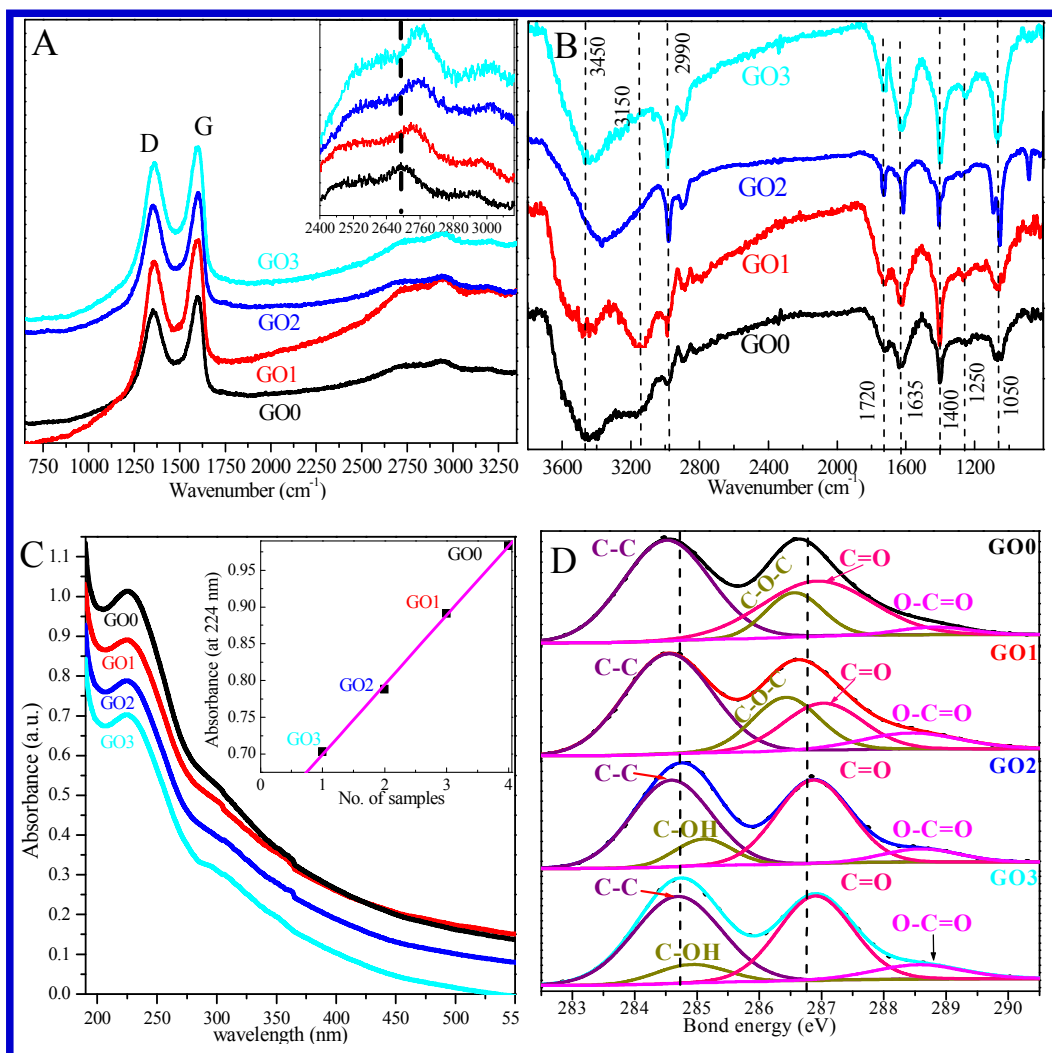 A
D
G
GO3
GO2
GO1
GO0
2400 2520 2640 2760 2880 3000
750 1000 1250 1500 1750 2000 2250 2500 2750 3000 3250
Wavenumber (cm-1)
B
3450
3150
2990
GO3
GO2
GO1
GO0
1720
1635
1400
1250
1050
3600 3200 2800 2400 2000 1600 1200
Wavenumber (cm-1)
C
1.1
1.0
0.9
0.8
0.7
0.6
0.5
0.4
0.3
0.2
0.1
0.0
Absorbance (a.u.)
GO0
GO1
GO2
GO3
0.95
0.90
0.85
0.80
0.75
0.70
Absorbance (at 224 nm)
GO0
GO1
GO2
GO3
0 1 2 3 4
No. of samples
200 250 300 350 400 450 500 55
wavelength (nm)
D
GO0
C-C
C-O-C
C=O
O-C=O
GO1
C-C
C-O-C
C=O
O-C=O
GO2
C-C
C-OH
C=O
O-C=O
GO3
C-C
C-OH
C=O
O-C=O
284 285 286 287 288 289 290
Bond energy (eV)